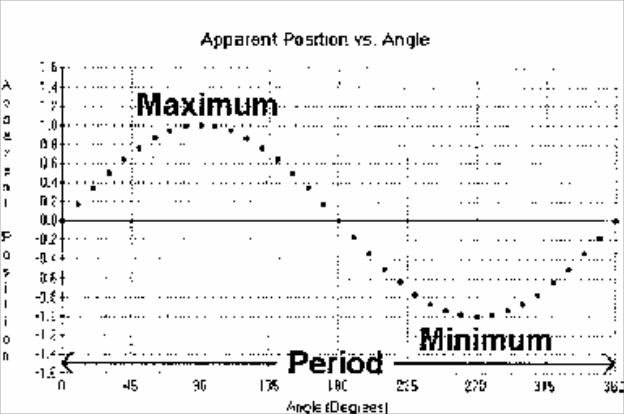 Apparent Position vs. Angle
Maximum
Minimum
Period
Apparent Position
1.6
1.4
1.2
1.0
0.8
0.6
0.4
0.2
0.0
-0.2
-0.4
-0.6
-0.8
-1.0
-1.2
-1.4
-1.6
0 45 90 135 180 225 270 315 360
Angle (Degrees)